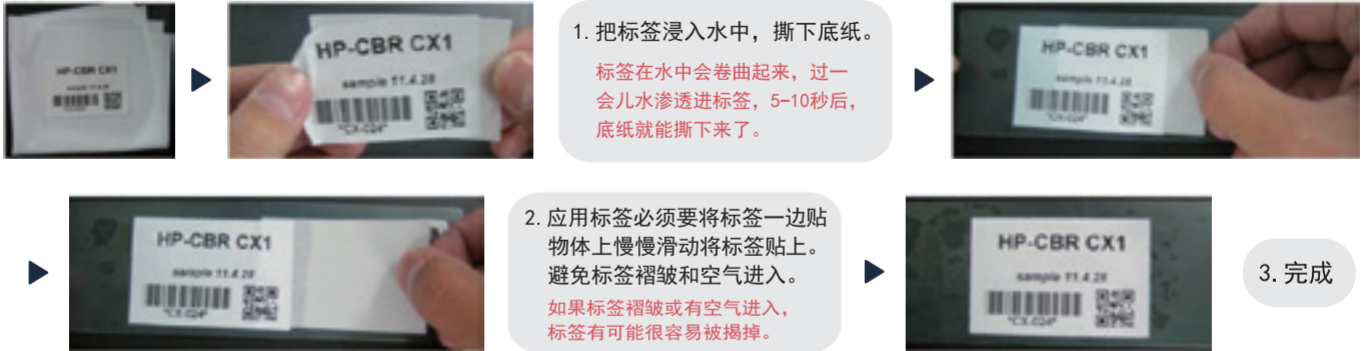 HP-CBR CX1
HP-CBR CX1
sample 11.4.28
*CX-024*
1. 把标签浸入水中，撕下底纸。
标签在水中会卷曲起来，过一
会儿水渗透进标签，5-10秒后，
底纸就能撕下来了。
HP-CBR CX1
sample 11.4.28
*CX-024*
HP-CBR CX1
sample 11.4.28
*CX-024*
2. 应用标签必须要将标签一边贴
物体上慢慢滑动将标签贴上。
避免标签褶皱和空气进入。
如果标签褶皱或有空气进入，
标签有可能很容易被揭掉。
HP-CBR CX1
sample 11.4.28
*CX-024*
3. 完成